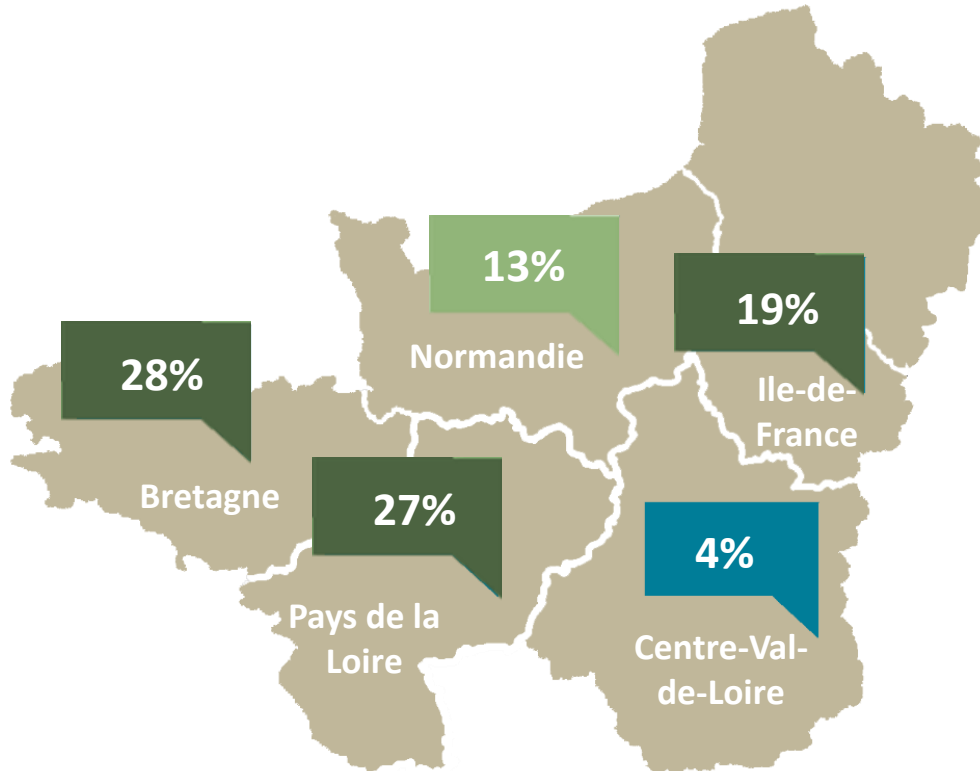 13%
Normandie
19%
Ile-de-
France
28%
Bretagne
27%
Pays de la
Loire
4%
Centre-Val-
de-Loire